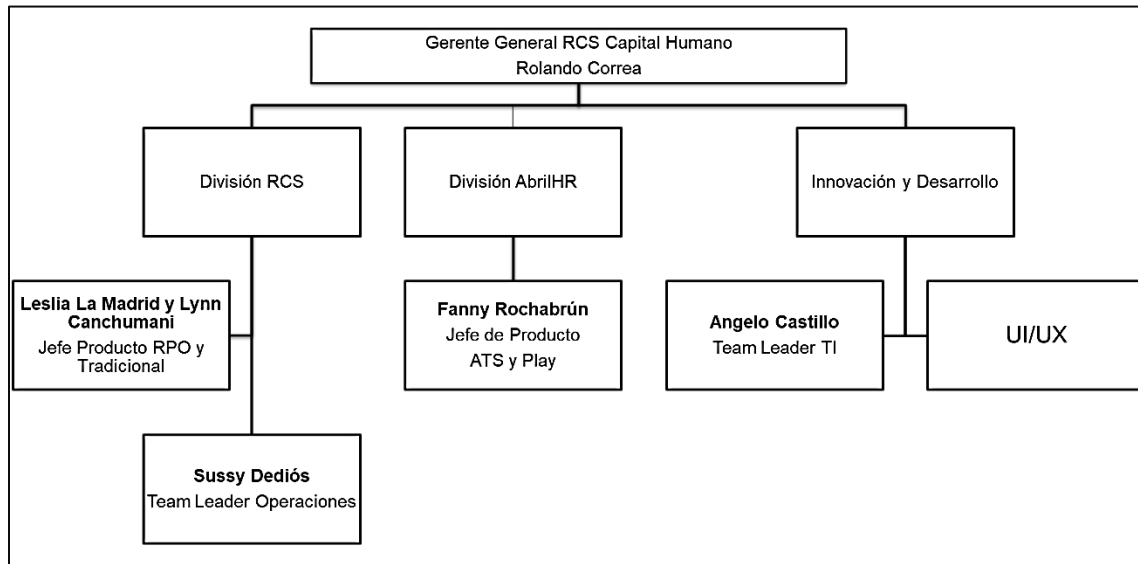 Gerente General RCS Capital Humano
Rolando Correa
División RCS
División AbrilHR
Innovación y Desarrollo
Leslia La Madrid y Lynn
Canchumani
Jefe Producto RPO y
Tradicional
Fanny Rochabrún
Jefe de Producto
ATS y Play
Angelo Castillo
Team Leader TI
UI/UX
Sussy Dediós
Team Leader Operaciones